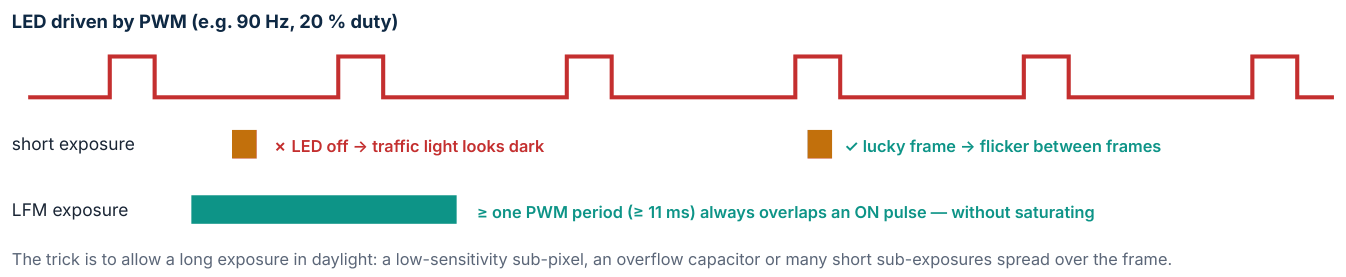 LED driven by PWM (e.g. 90 Hz, 20 % duty)
short exposure
× LED off → traffic light looks dark
✓ lucky frame → flicker between frames
LFM exposure
≥ one PWM period (≥ 11 ms) always overlaps an ON pulse — without saturating
The trick is to allow a long exposure in daylight: a low-sensitivity sub-pixel, an overflow capacitor or many short sub-exposures spread over the frame.